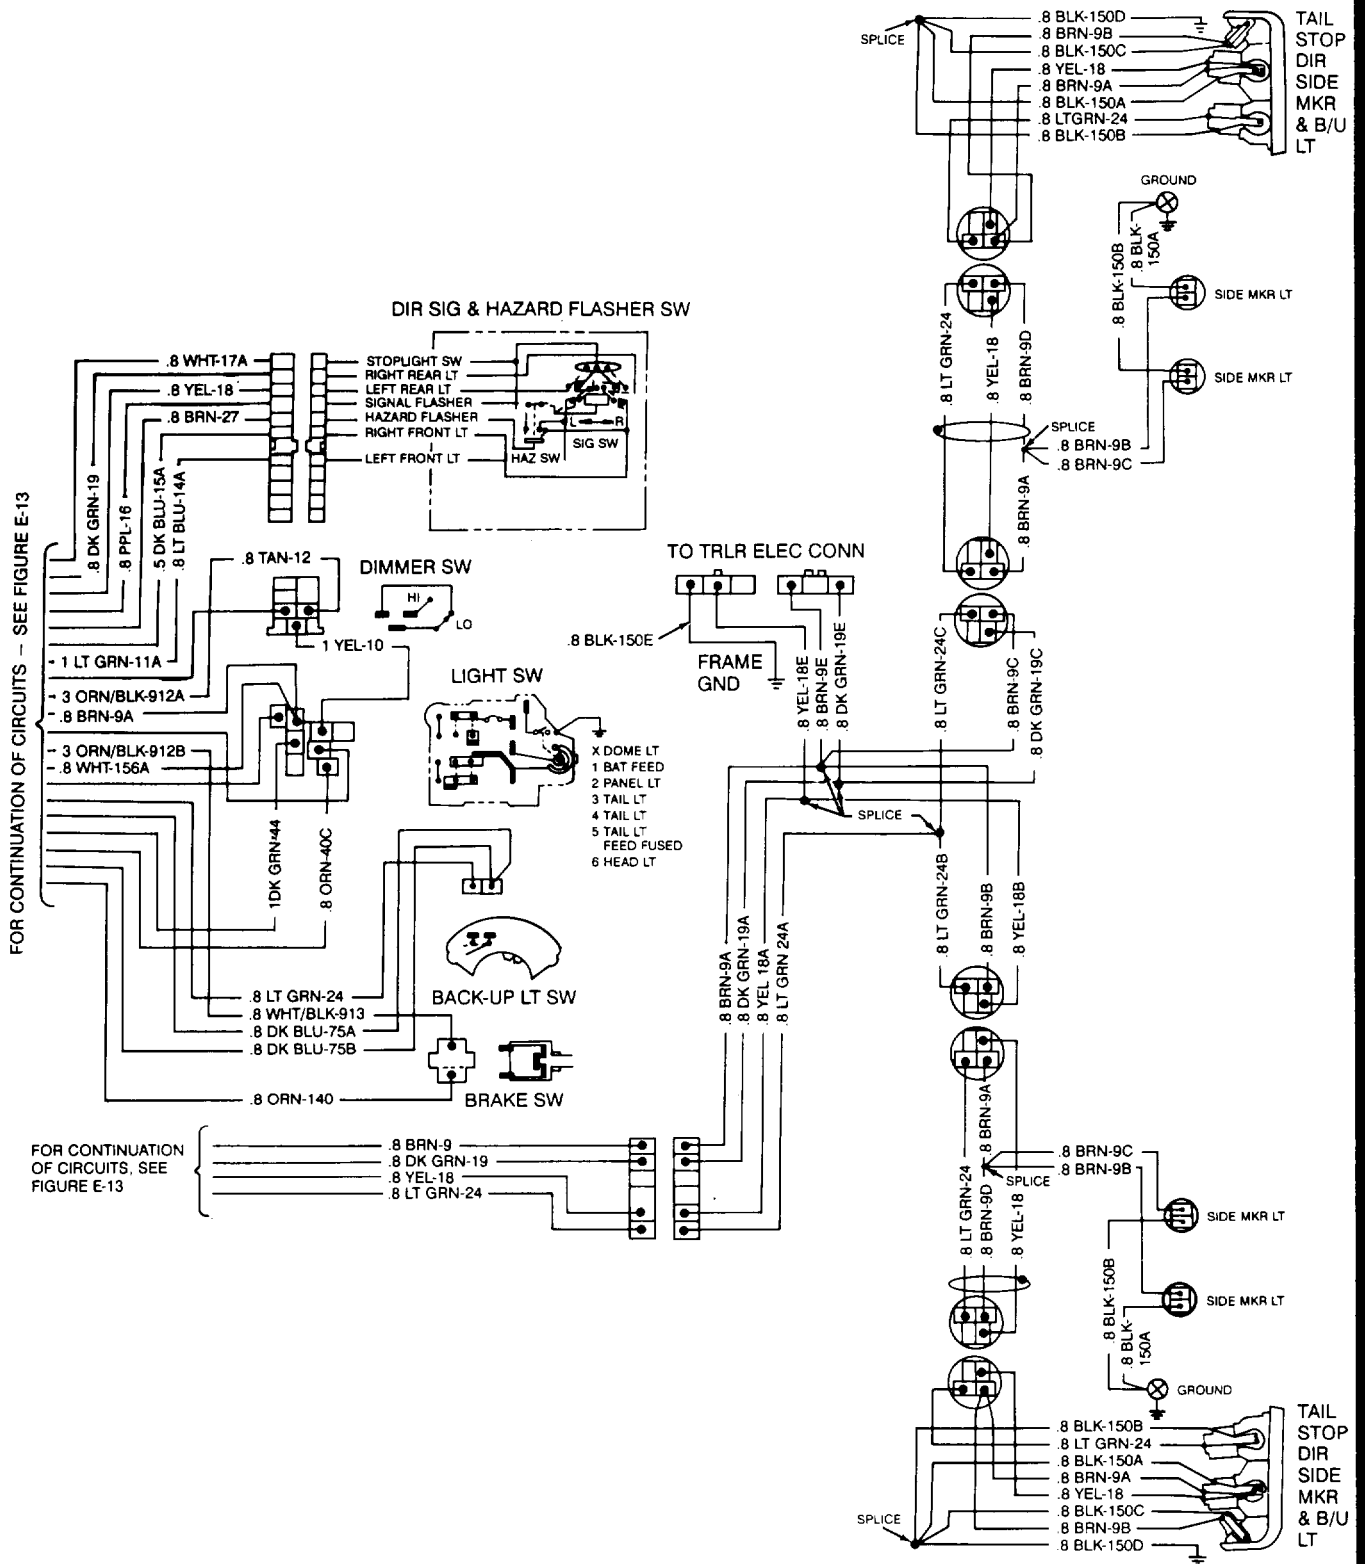 .8 BLK-150D
.8 BRN-9B
.8 BLK-150C
.8 YEL-18
.8 BRN-9A
.8 BLK-150A
.8 LTGRN-24
.8 BLK-150B
SPLICE
TAIL
STOP
DIR
SIDE
MKR
& B/U
LT
GROUND
.8 BLK-150B
.8 BLK-
150A
SIDE MKR LT
SIDE MKR LT
.8 LT GRN-24
.8 YEL-18
.8 BRN-9D
SPLICE
.8 BRN-9B
.8 BRN-9C
.8 BRN-9A
DIR SIG & HAZARD FLASHER SW
.8 WHT-17A
.8 YEL-18
.8 BRN-27
STOPLIGHT SW
RIGHT REAR LT
LEFT REAR LT
SIGNAL FLASHER
HAZARD FLASHER
RIGHT FRONT LT
LEFT FRONT LT
L
R
SIG SW
HAZ SW
.8 DK GRN-19
.8 PPL-16
.5 DK BLU-15A
.8 LT BLU-14A
FOR CONTINUATION OF CIRCUITS – SEE FIGURE E-13
.8 TAN-12
DIMMER SW
HI
LO
1 YEL-10
1 LT GRN-11A
3 ORN/BLK-912A
.8 BRN-9A
3 ORN/BLK-912B
.8 WHT-156A
LIGHT SW
X DOME LT
1 BAT FEED
2 PANEL LT
3 TAIL LT
4 TAIL LT
5 TAIL LT
FEED FUSED
6 HEAD LT
TO TRLR ELEC CONN
.8 BLK-150E
FRAME
GND
.8 YEL-18E
.8 BRN-9E
.8 DK GRN-19E
.8 LT GRN-24C
.8 BRN-9C
.8 DK GRN-19C
SPLICE
1DK GRN-44
.8 ORN-40C
BACK-UP LT SW
.8 LT GRN-24
.8 WHT/BLK-913
.8 DK BLU-75A
.8 DK BLU-75B
BRAKE SW
.8 ORN-140
.8 BRN-9A
.8 DK GRN-19A
.8 YEL 18A
.8 LT GRN 24A
.8 LT GRN-24B
.8 BRN-9B
.8 YEL-18B
FOR CONTINUATION
OF CIRCUITS, SEE
FIGURE E-13
.8 BRN-9
.8 DK GRN-19
.8 YEL-18
.8 LT GRN-24
.8 BRN-9A
.8 LT GRN-24
.8 BRN-9D
.8 YEL-18
SPLICE
.8 BRN-9C
.8 BRN-9B
SIDE MKR LT
SIDE MKR LT
.8 BLK-150B
.8 BLK-
150A
GROUND
.8 BLK-150B
.8 LT GRN-24
.8 BLK-150A
.8 BRN-9A
.8 YEL-18
.8 BLK-150C
.8 BRN-9B
.8 BLK-150D
SPLICE
TAIL
STOP
DIR
SIDE
MKR
& B/U
LT